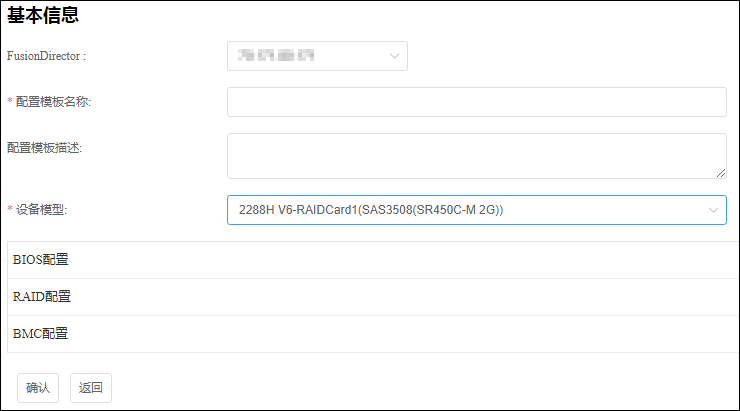 基本信息
FusionDirector :
* 配置模板名称:
配置模板描述:
* 设备模型:
2288H V6-RAIDCard1(SAS3508(SR450C-M 2G))
BIOS配置
RAID配置
BMC配置
确认
返回